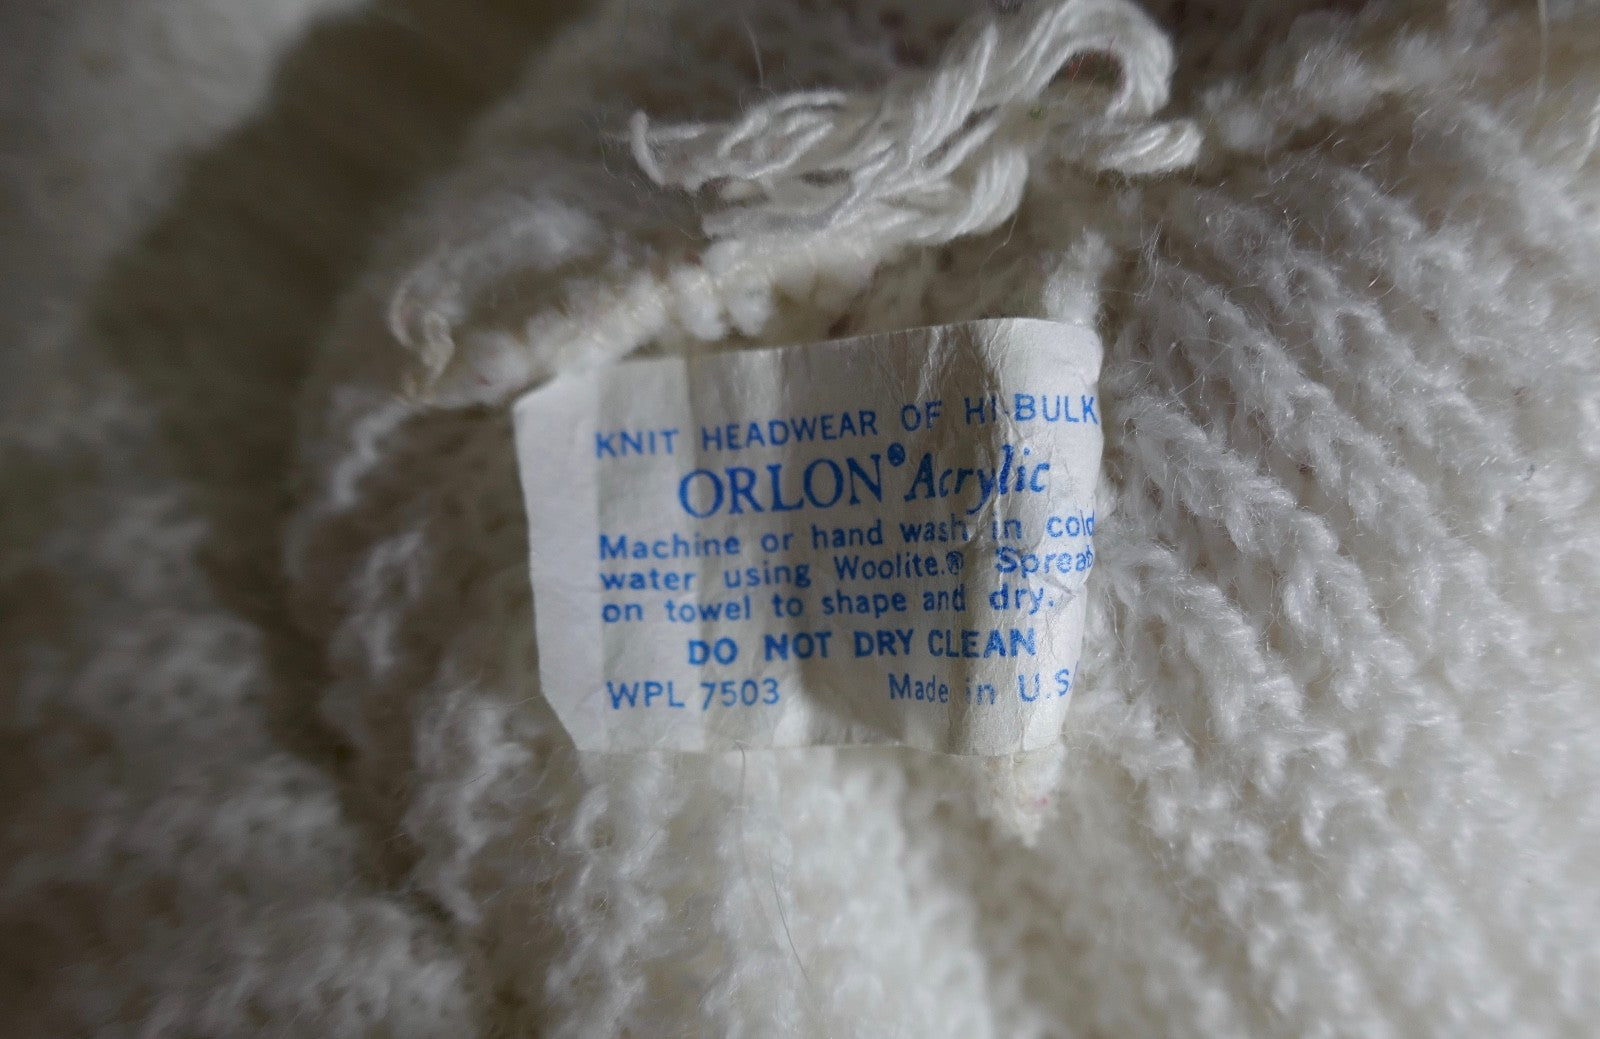 KNIT HEADWEAR OF HI-BULK
ORLON® Acrylic
Machine or hand wash in cold
water using Woolite.® Spread
on towel to shape and dry.
DO NOT DRY CLEAN
WPL 7503 Made in U.S